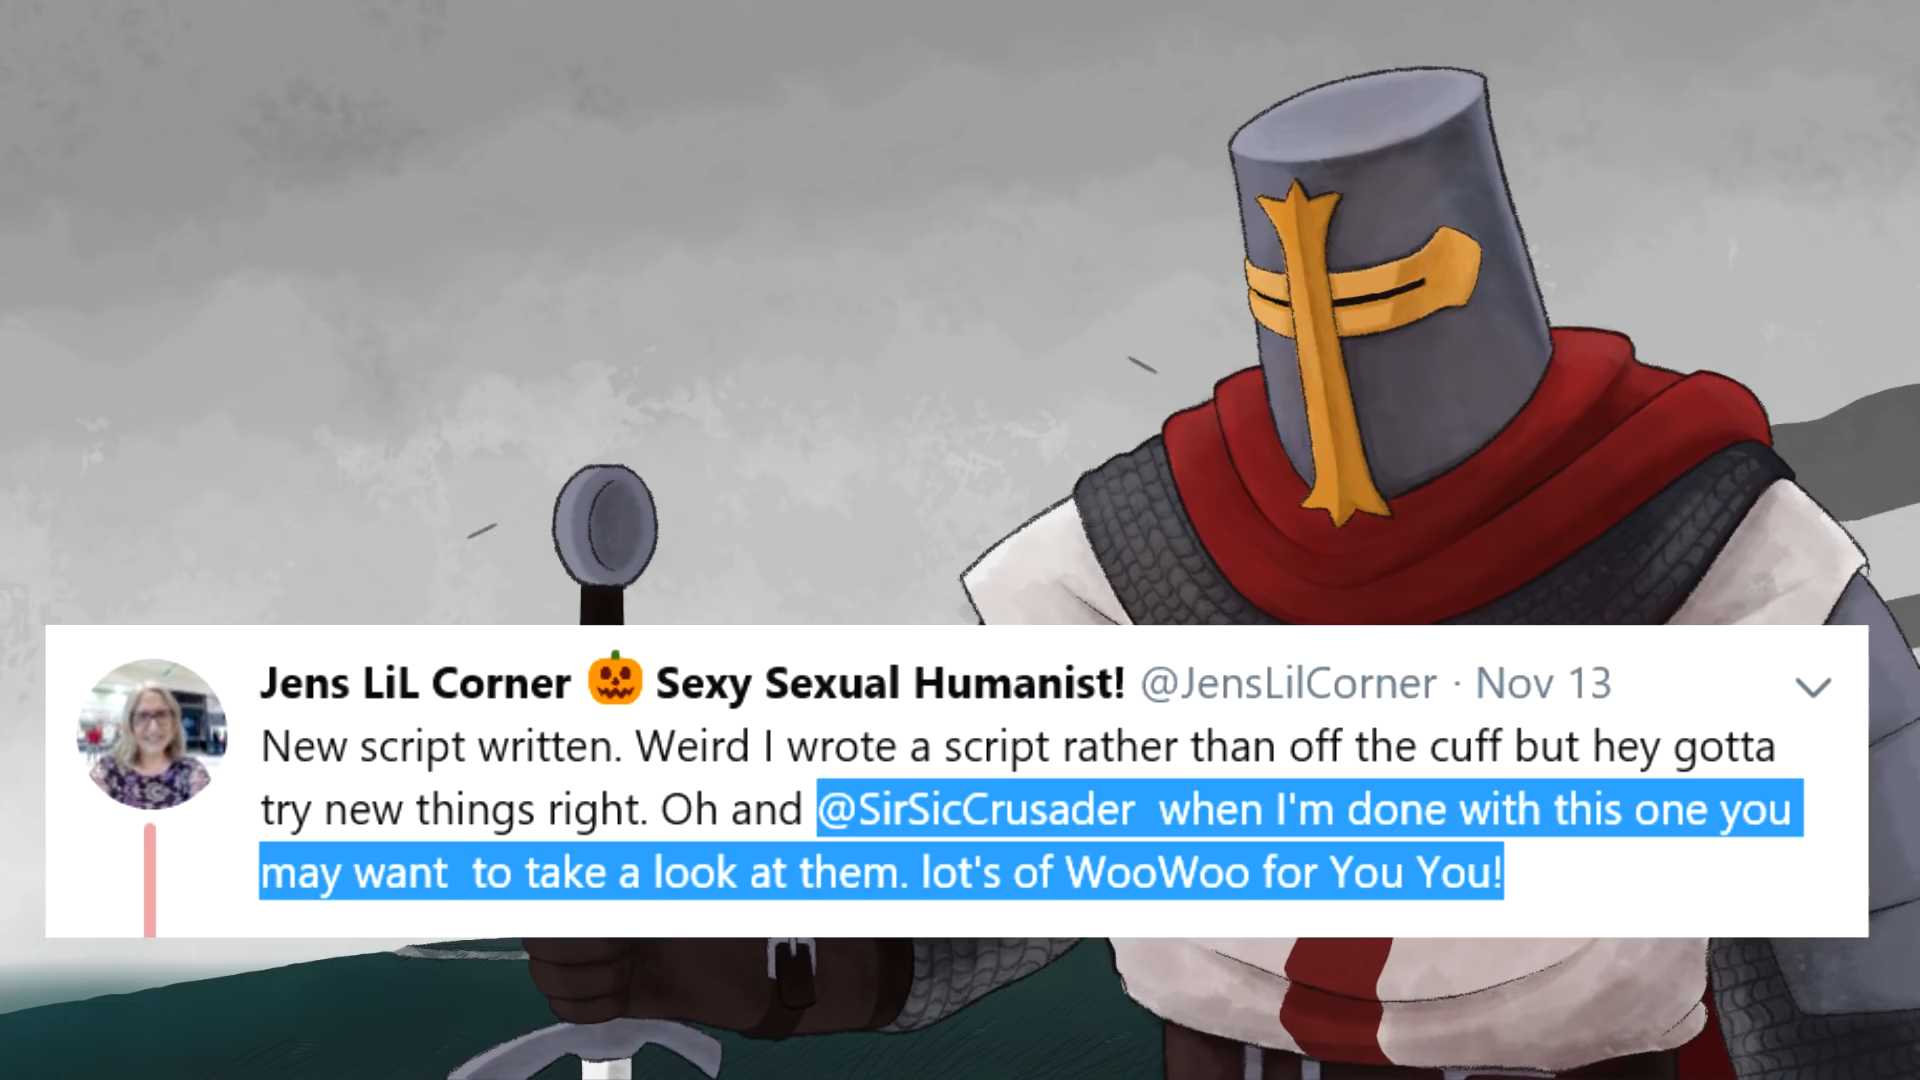 Jens LiL Corner 🎃 Sexy Sexual Humanist! @JensLilCorner · Nov 13
New script written. Weird I wrote a script rather than off the cuff but hey gotta
try new things right. Oh and @SirSicCrusader  when I'm done with this one you
may want  to take a look at them. lot's of WooWoo for You You!